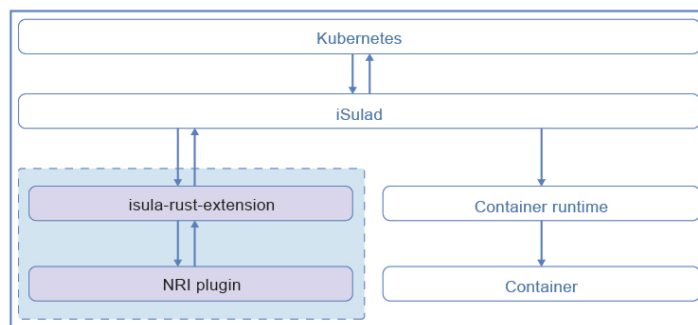 Kubernetes
iSulad
isula-rust-extension
Container runtime
NRI plugin
Container